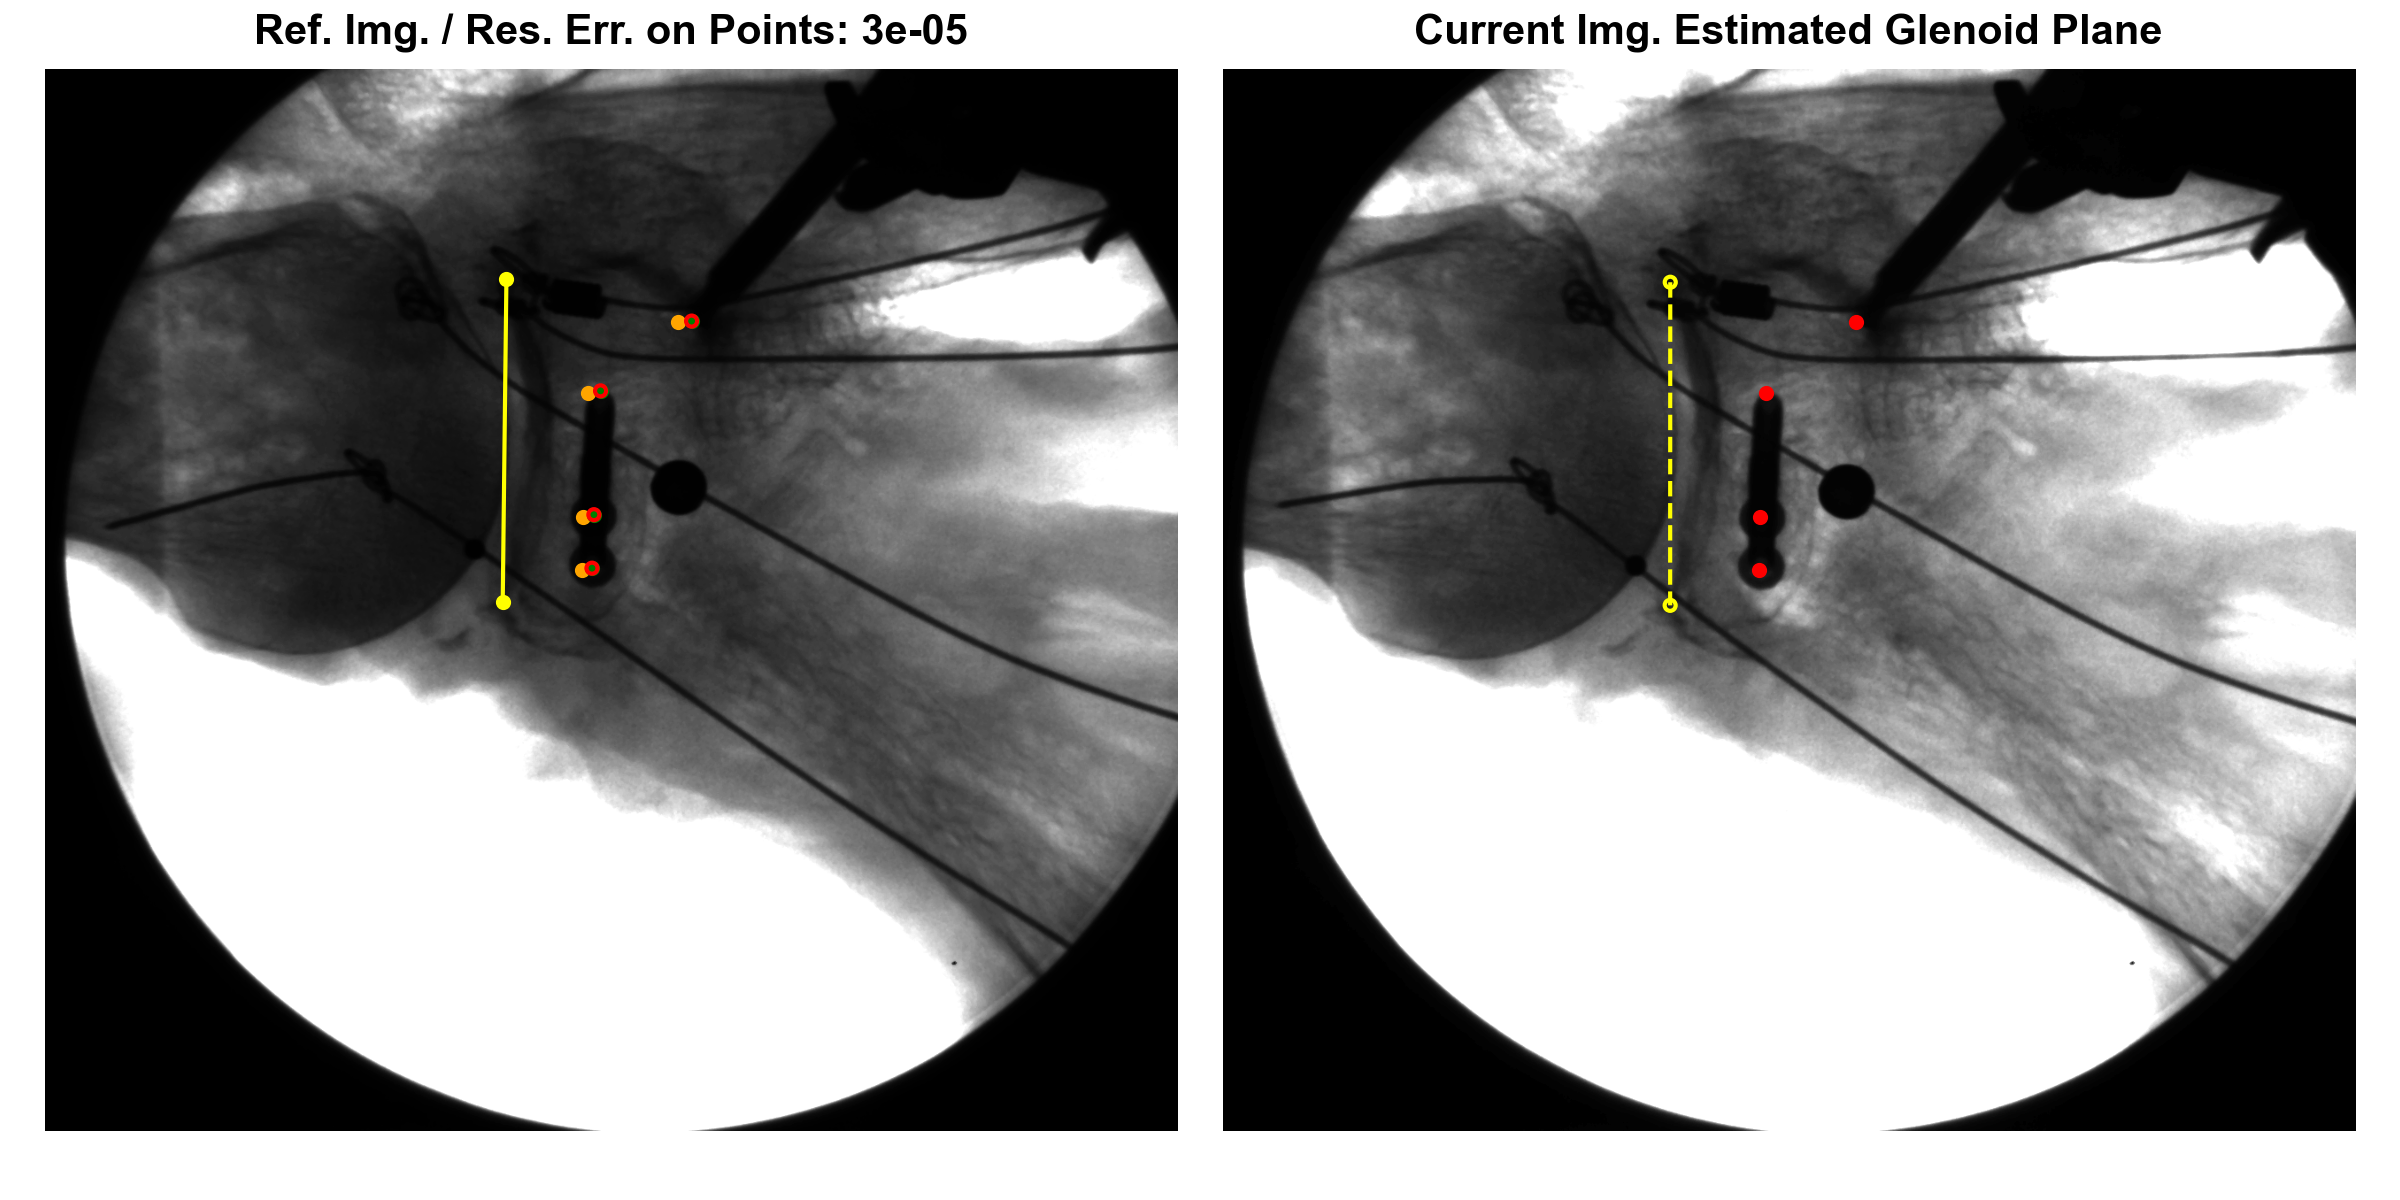 Ref. Img. / Res. Err. on Points: 3e-05
Current Img. Estimated Glenoid Plane